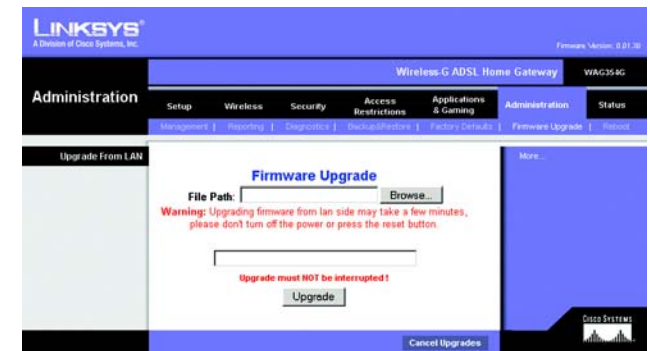 LINKSYS®
A Division of Cisco Systems, Inc.
Firmware Version: 0.01.30
Wireless-G ADSL Home Gateway WAG354G
Administration
Setup Wireless Security Access Restrictions Applications & Gaming Administration Status
Management | Reporting | Diagnostics | Backup&Restore | Factory Defaults | Firmware Upgrade | Reboot
Upgrade From LAN
More...
Firmware Upgrade
File Path: Browse...
Warning: Upgrading firmware from lan side may take a few minutes,
please don't turn off the power or press the reset button.
Upgrade must NOT be interrupted !
Upgrade
Cancel Upgrades
CISCO SYSTEMS